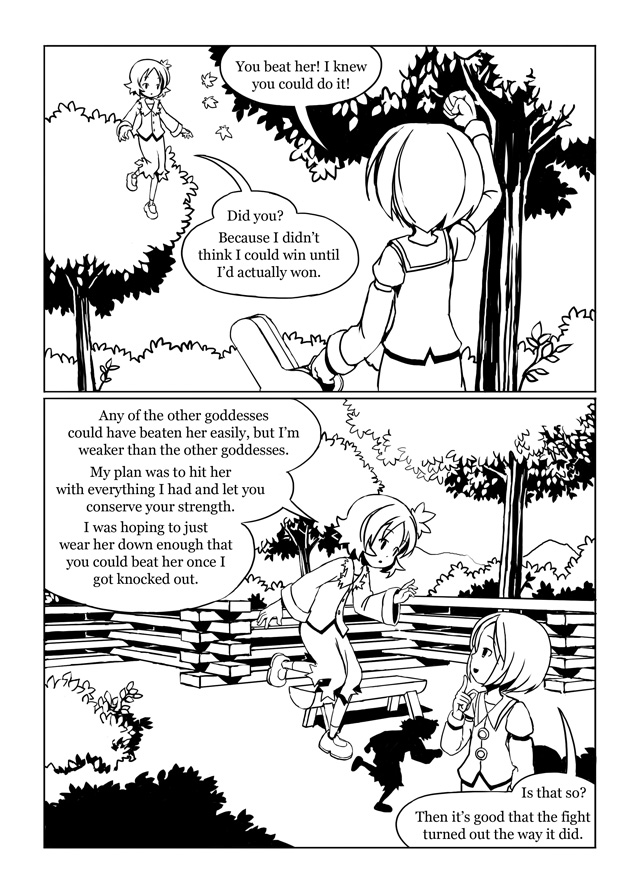 You beat her! I knew
you could do it!
Did you?
Because I didn't
think I could win until
I'd actually won.
Any of the other goddesses
could have beaten her easily, but I'm
weaker than the other goddesses.
My plan was to hit her
with everything I had and let you
conserve your strength.
I was hoping to just
wear her down enough that
you could beat her once I
got knocked out.
Is that so?
Then it's good that the fight
turned out the way it did.